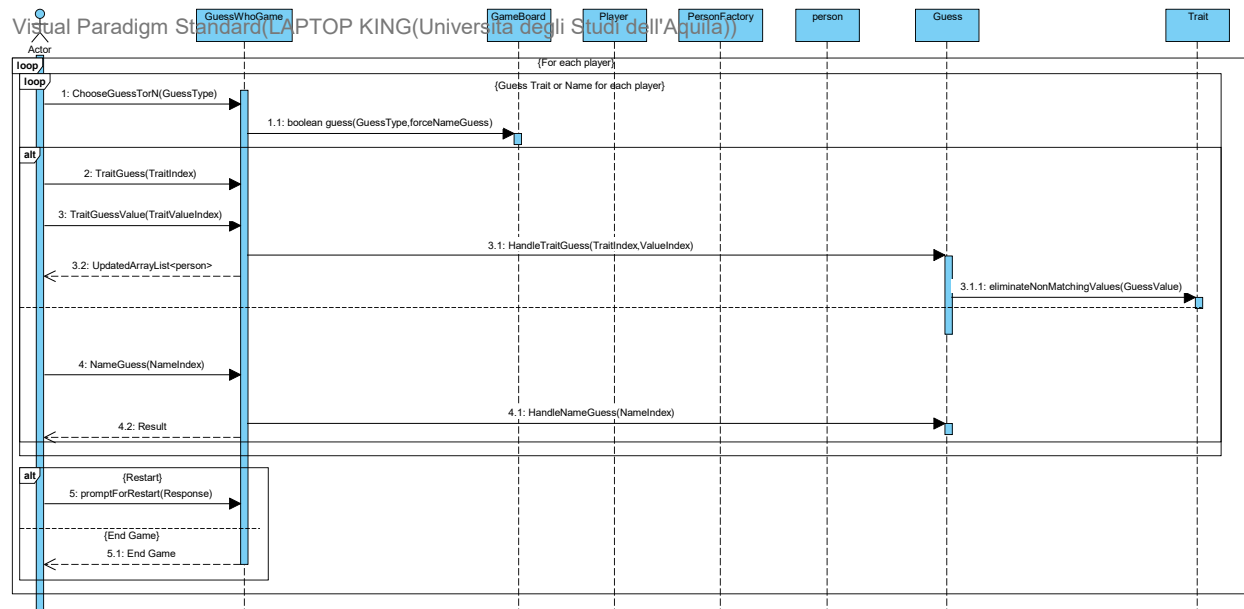 Visual Paradigm Standard(LAPTOP KING(Università degli Studi dell'Aquila))
Actor
GuessWhoGame
GameBoard
Player
PersonFactory
person
Guess
Trait
loop
{For each player}
loop
{Guess Trait or Name for each player}
1: ChooseGuessTorN(GuessType)
1.1: boolean guess(GuessType,forceNameGuess)
alt
2: TraitGuess(TraitIndex)
3: TraitGuessValue(TraitValueIndex)
3.1: HandleTraitGuess(TraitIndex,ValueIndex)
3.2: UpdatedArrayList<person>
3.1.1: eliminateNonMatchingValues(GuessValue)
4: NameGuess(NameIndex)
4.1: HandleNameGuess(NameIndex)
4.2: Result
alt
{Restart}
5: promptForRestart(Response)
{End Game}
5.1: End Game